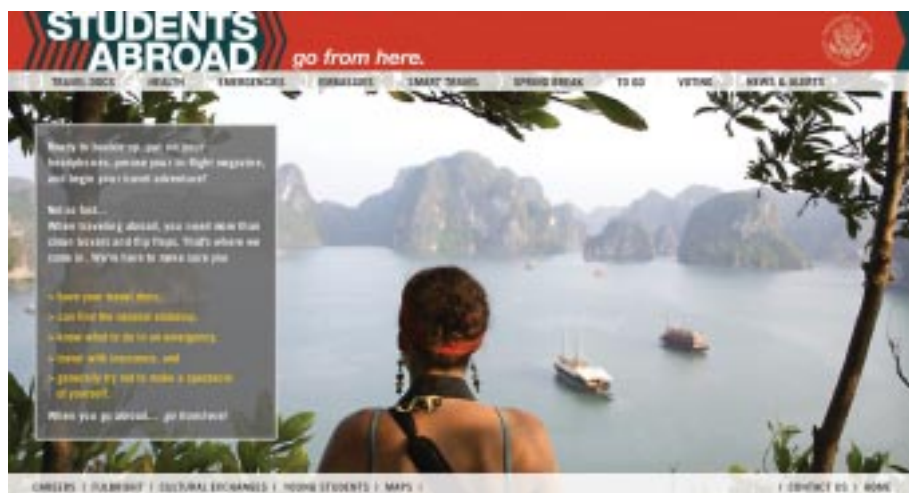 STUDENTS
ABROAD
go from here.
TRAVEL DOCS HEALTH EMERGENCIES EMBASSIES SMART TRAVEL SPRING BREAK TO GO VOTING NEWS & ALERTS
Ready to buckle up, put on your
headphones, peruse your in-flight magazine,
and begin your travel adventure?
Not so fast...
When traveling abroad, you need more than
clean boxers and flip flops. That's where we
come in. We're here to make sure you
> have your travel docs,
> can find the nearest embassy,
> know what to do in an emergency,
> travel with insurance, and
> generally try not to make a spectacle
of yourself.
When you go abroad... go from here!
CAREERS | FULBRIGHT | CULTURAL EXCHANGES | YOUNG STUDENTS | MAPS |
| CONTACT US | HOME